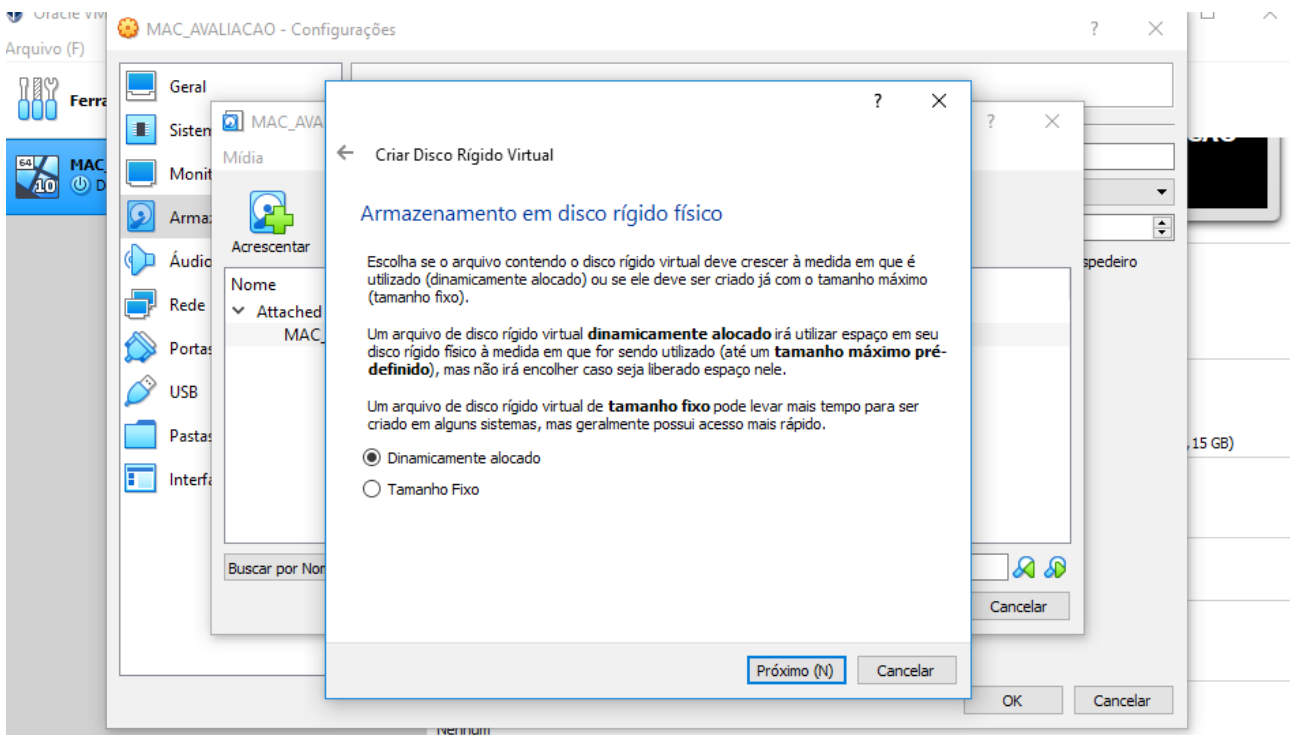 Oracle VM
MAC_AVALIACAO - Configurações
?
Arquivo (F)
Geral
Mídia
?
?
Criar Disco Rígido Virtual
Armazenamento em disco rígido físico
Acrescentar
Áudio
Escolha se o arquivo contendo o disco rígido virtual deve crescer à medida em que é
utilizado (dinamicamente alocado) ou se ele deve ser criado já com o tamanho máximo
(tamanho fixo).
Nome
Rede
Attached
MAC_
Um arquivo de disco rígido virtual dinamicamente alocado irá utilizar espaço em seu
disco rígido físico à medida em que for sendo utilizado (até um tamanho máximo pré-
definido), mas não irá encolher caso seja liberado espaço nele.
USB
Um arquivo de disco rígido virtual de tamanho fixo pode levar mais tempo para ser
criado em alguns sistemas, mas geralmente possui acesso mais rápido.
Pastas
, 15 GB)
Dinamicamente alocado
Tamanho Fixo
Buscar por Nor
Cancelar
Próximo (N)
Cancelar
OK
Cancelar
Nenhum